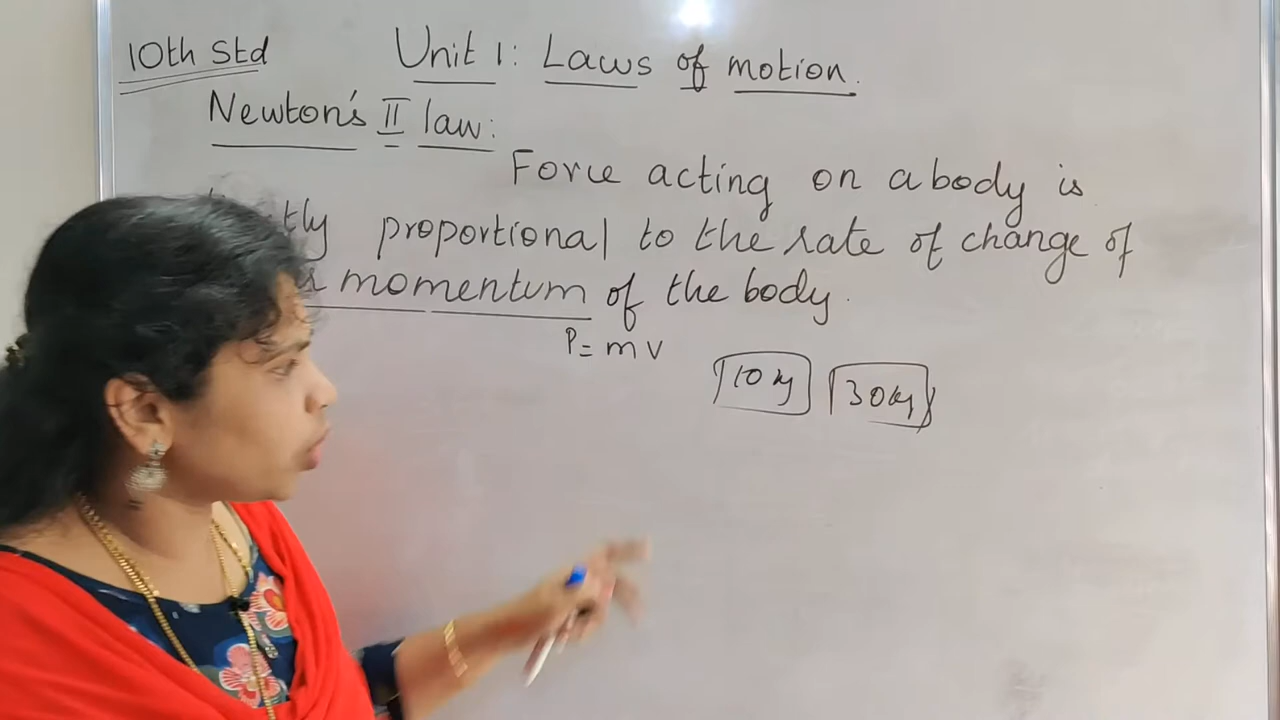 10th Std
Unit 1: Laws of motion.
Newton's II law:
Force acting on a body is
tly proportional to the rate of change of
momentum of the body.
P = mv
10 kg
30 kg